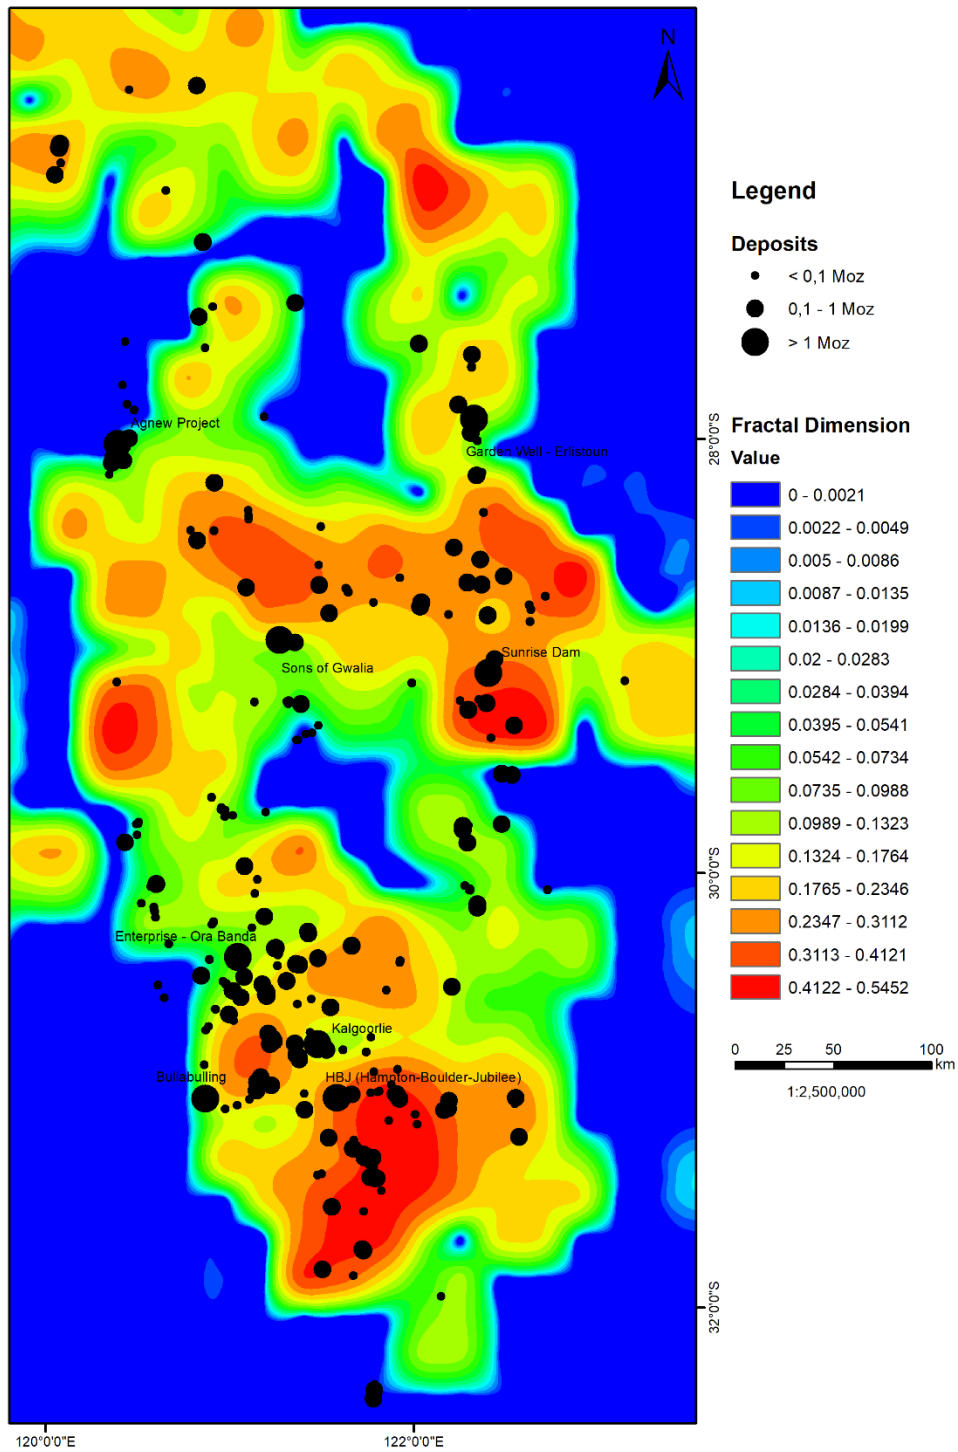 N
Agnew Project
Garden Well - Erlistoun
Sunrise Dam
Sons of Gwalia
Enterprise - Ora Banda
Kalgoorlie
Bullabulling
HBJ (Hampton-Boulder-Jubilee)
28°0'0"S
30°0'0"S
32°0'0"S
120°0'0"E
122°0'0"E
Legend
Deposits
< 0,1 Moz
0,1 - 1 Moz
> 1 Moz
Fractal Dimension
Value
0 - 0.0021
0.0022 - 0.0049
0.005 - 0.0086
0.0087 - 0.0135
0.0136 - 0.0199
0.02 - 0.0283
0.0284 - 0.0394
0.0395 - 0.0541
0.0542 - 0.0734
0.0735 - 0.0988
0.0989 - 0.1323
0.1324 - 0.1764
0.1765 - 0.2346
0.2347 - 0.3112
0.3113 - 0.4121
0.4122 - 0.5452
0 25 50 100
km
1:2,500,000